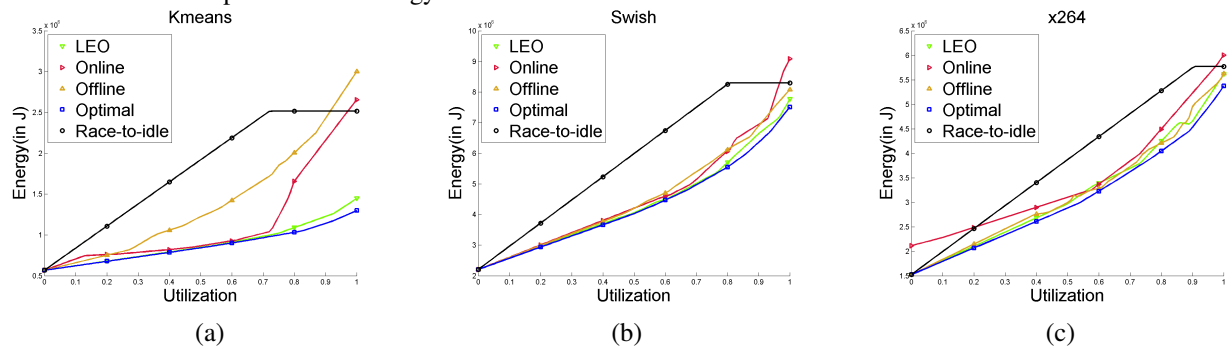 energy
Kmeans
3.5
3
2.5
2
1.5
1
0.5
Energy(in J)
LEO
Online
Offline
Optimal
Race-to-idle
0 0.1 0.2 0.3 0.4 0.5 0.6 0.7 0.8 0.9 1
Utilization
(a)
Swish
10
9
8
7
6
5
4
3
2
Energy(in J)
LEO
Online
Offline
Optimal
Race-to-idle
0 0.1 0.2 0.3 0.4 0.5 0.6 0.7 0.8 0.9 1
Utilization
(b)
x264
6.5
6
5.5
5
4.5
4
3.5
3
2.5
2
1.5
Energy(in J)
LEO
Online
Offline
Optimal
Race-to-idle
0 0.1 0.2 0.3 0.4 0.5 0.6 0.7 0.8 0.9 1
Utilization
(c)